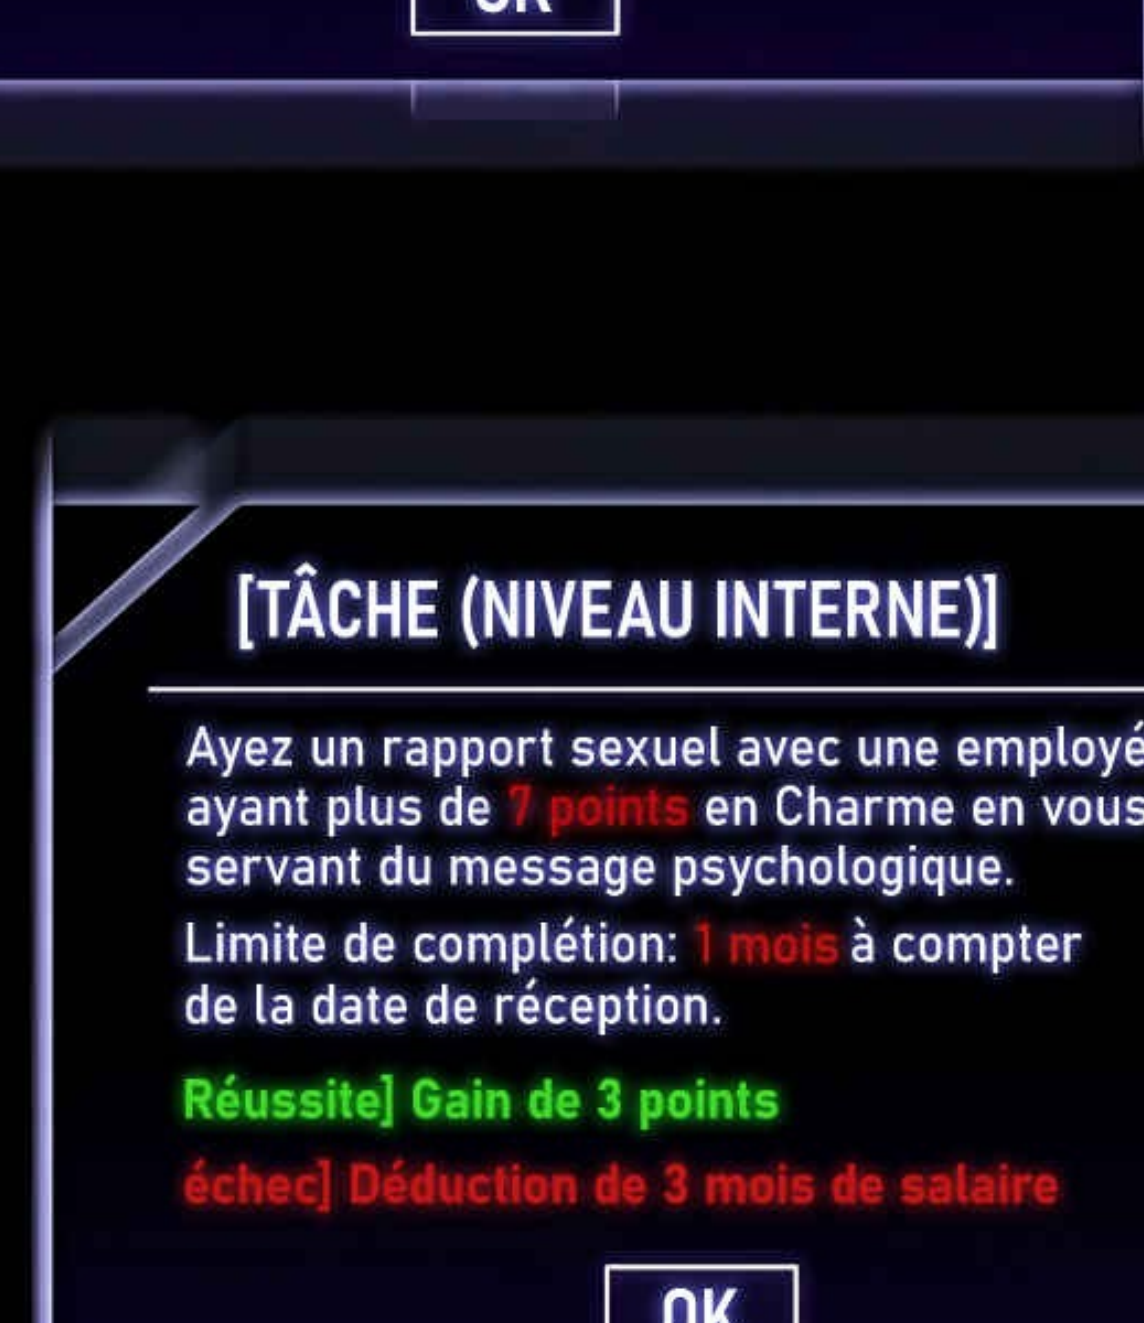 OK
[TÂCHE (NIVEAU INTERNE)]
Ayez un rapport sexuel avec une employé
ayant plus de 7 points en Charme en vous
servant du message psychologique.
Limite de complétion: 1 mois à compter
de la date de réception.
Réussite] Gain de 3 points
échec] Déduction de 3 mois de salaire
OK